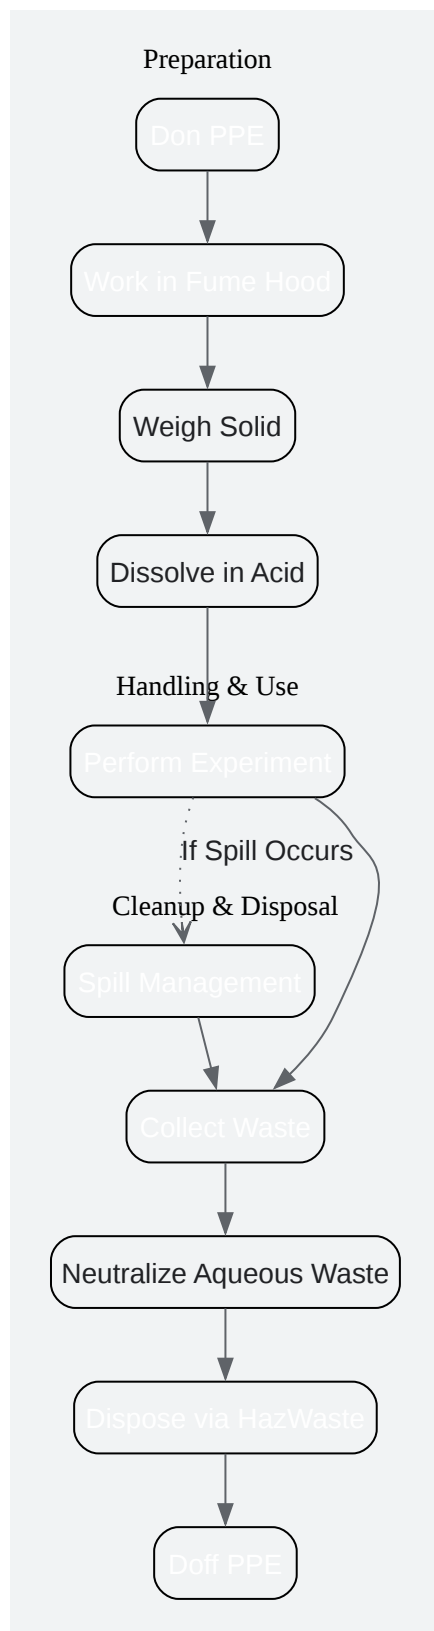 Preparation
Don PPE
Work in Fume Hood
Weigh Solid
Dissolve in Acid
Handling & Use
Perform Experiment
If Spill Occurs
Cleanup & Disposal
Spill Management
Collect Waste
Neutralize Aqueous Waste
Dispose via HazWaste
Doff PPE